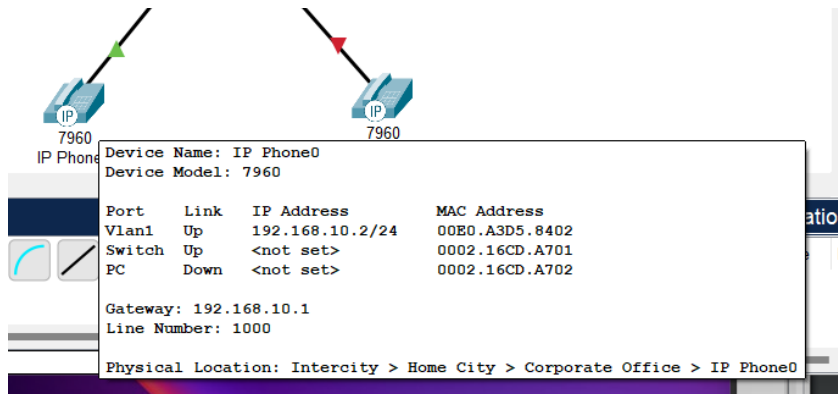 IP
IP
7960
7960
IP Phone
Device Name: IP Phone0
Device Model: 7960
Port Link IP Address MAC Address
Vlan1 Up 192.168.10.2/24 00E0.A3D5.8402
Switch Up <not set> 0002.16CD.A701
PC Down <not set> 0002.16CD.A702
Gateway: 192.168.10.1
Line Number: 1000
Physical Location: Intercity > Home City > Corporate Office > IP Phone0
atio